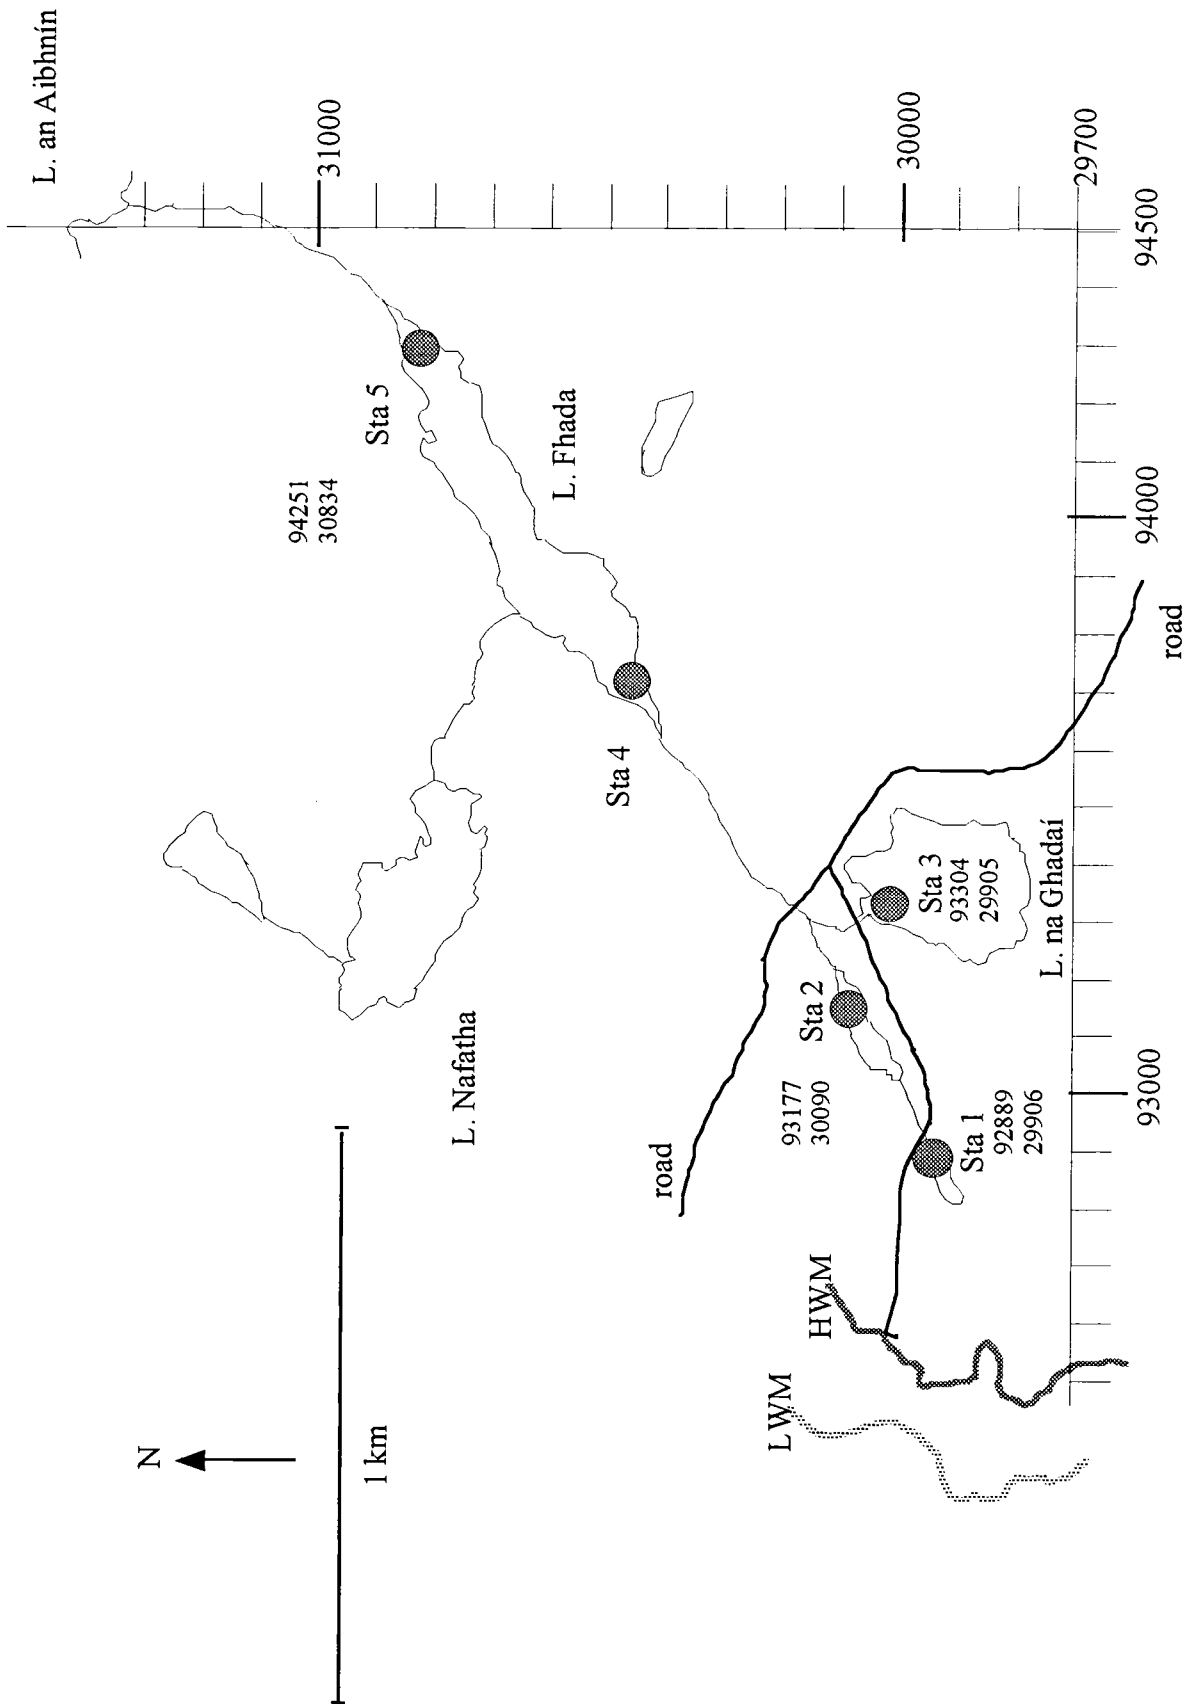 L. an Aibhnín
31000
30000
29700
94500
94000
93000
Sta 5
94251
30834
L. Fhada
Sta 4
L. Nafatha
road
road
Sta 3
93304
29905
L. na Ghadaí
Sta 2
93177
30090
Sta 1
92889
29906
HWM
LWM
N
1 km